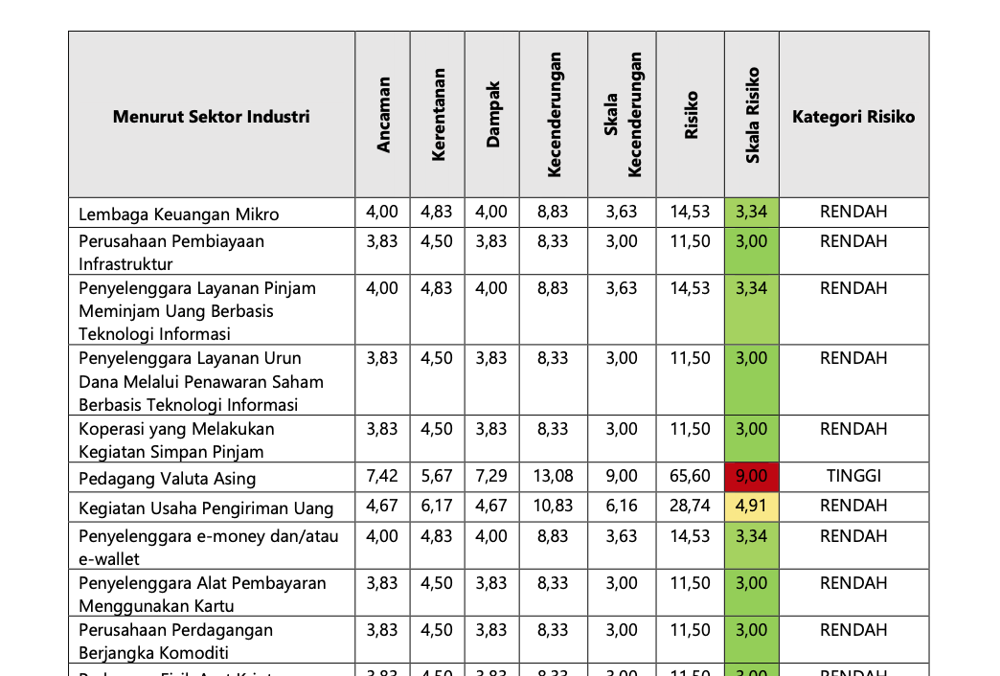 Menurut Sektor Industri Ancaman Kerentanan Dampak Kecenderungan Skala Kecenderungan Risiko Skala Risiko Kategori Risiko
Lembaga Keuangan Mikro 4,00 4,83 4,00 8,83 3,63 14,53 3,34 RENDAH
Perusahaan Pembiayaan 3,83 4,50 3,83 8,33 3,00 11,50 3,00 RENDAH
Infrastruktur
Penyelenggara Layanan Pinjam 4,00 4,83 4,00 8,83 3,63 14,53 3,34 RENDAH
Meminjam Uang Berbasis
Teknologi Informasi
Penyelenggara Layanan Urun 3,83 4,50 3,83 8,33 3,00 11,50 3,00 RENDAH
Dana Melalui Penawaran Saham
Berbasis Teknologi Informasi
Koperasi yang Melakukan 3,83 4,50 3,83 8,33 3,00 11,50 3,00 RENDAH
Kegiatan Simpan Pinjam
Pedagang Valuta Asing 7,42 5,67 7,29 13,08 9,00 65,60 9,00 TINGGI
Kegiatan Usaha Pengiriman Uang 4,67 6,17 4,67 10,83 6,16 28,74 4,91 RENDAH
Penyelenggara e-money dan/atau 4,00 4,83 4,00 8,83 3,63 14,53 3,34 RENDAH
e-wallet
Penyelenggara Alat Pembayaran 3,83 4,50 3,83 8,33 3,00 11,50 3,00 RENDAH
Menggunakan Kartu
Perusahaan Perdagangan 3,83 4,50 3,83 8,33 3,00 11,50 3,00 RENDAH
Berjangka Komoditi
3,83 4,50 3,83 8,33 3,00 11,50 3,00 RENDAH